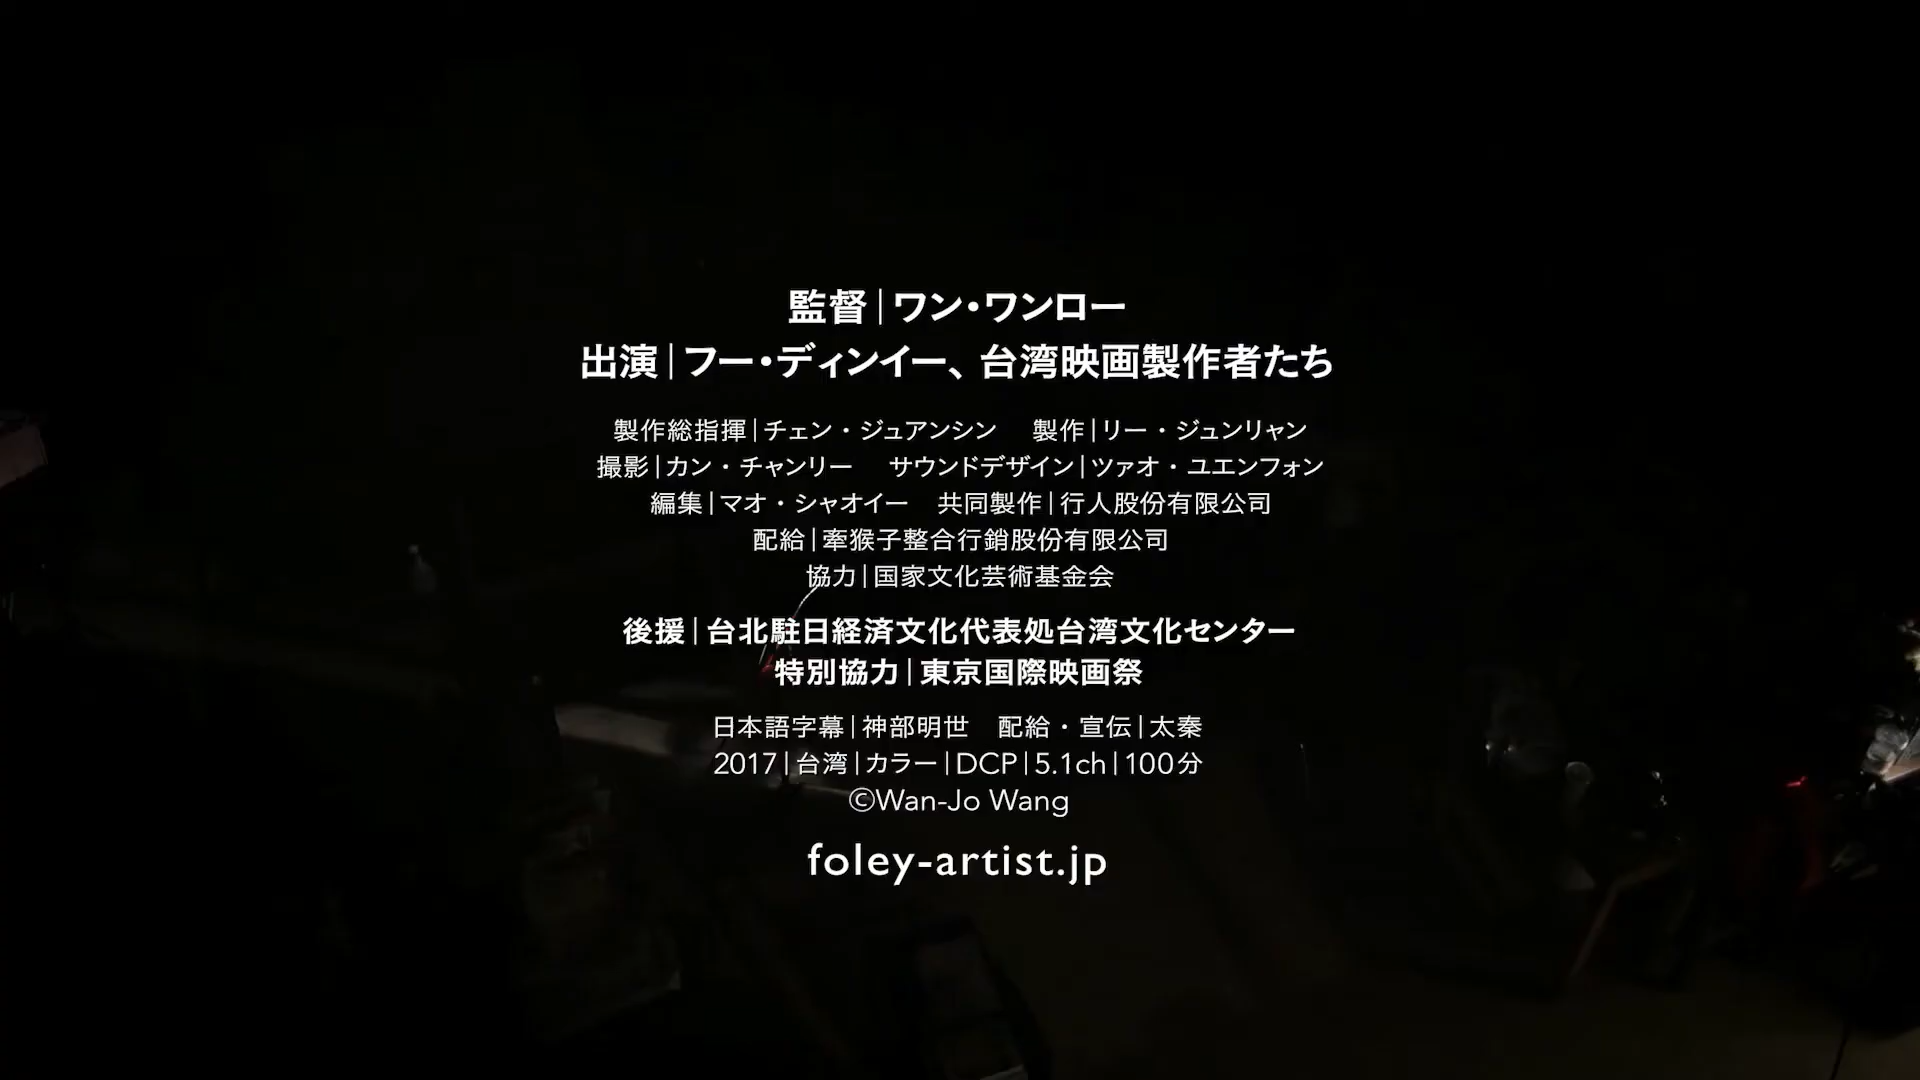 監督|ワン・ワンロー
出演|フー・ディンイー、台湾映画製作者たち
製作総指揮|チェン・ジュアンシン　製作|リー・ジュンリャン
撮影|カン・チャンリー　サウンドデザイン|ツァオ・ユエンフォン
編集|マオ・シャオイー　共同製作|行人股份有限公司
配給|牽猴子整合行銷股份有限公司
協力|国家文化芸術基金会
後援|台北駐日経済文化代表処台湾文化センター
特別協力|東京国際映画祭
日本語字幕|神部明世　配給・宣伝|太秦
2017|台湾|カラー|DCP|5.1ch|100分
©Wan-Jo Wang
foley-artist.jp